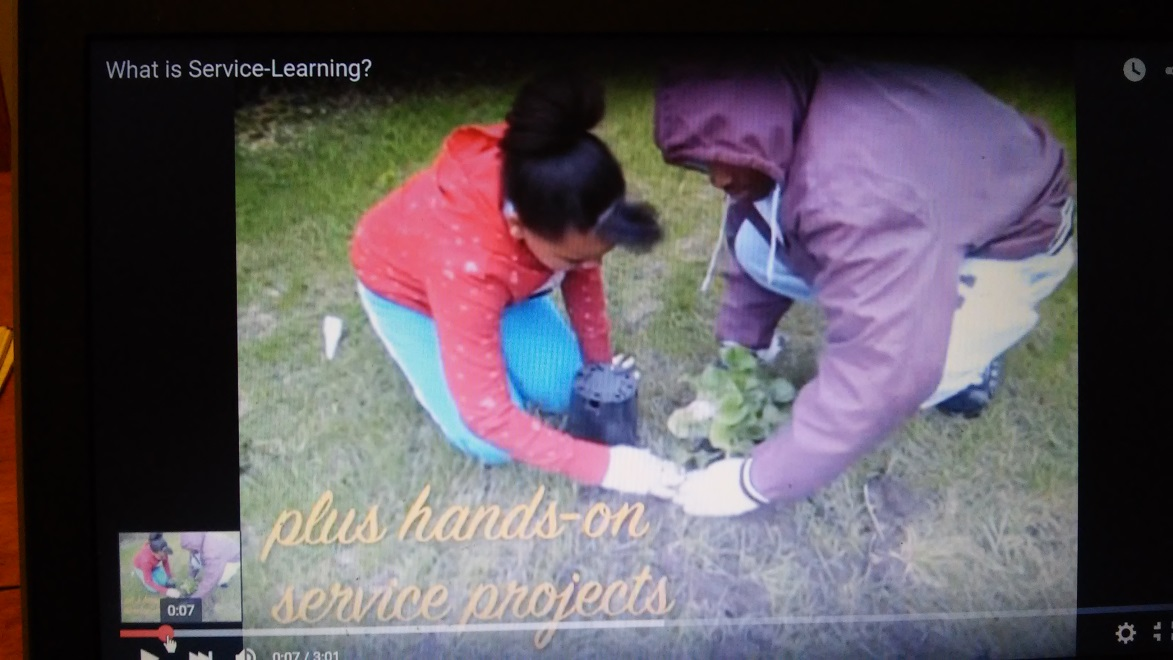 What is Service-Learning?
plus hands-on
service projects
0:07
0:07 / 3:01